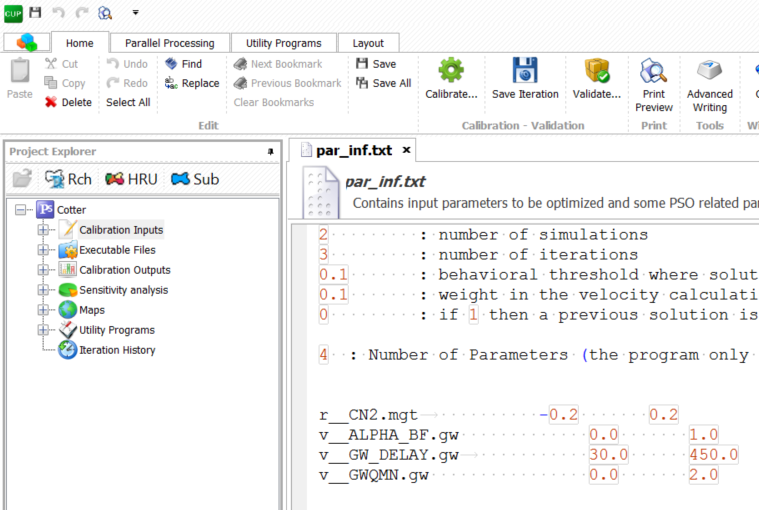 CUP
Home
Parallel Processing
Utility Programs
Layout
Paste
Cut
Copy
Delete
Undo
Redo
Select All
Find
Replace
Next Bookmark
Previous Bookmark
Clear Bookmarks
Save
Save All
Calibrate...
Save Iteration
Validate...
Print Preview
Advanced Writing
Edit
Calibration - Validation
Print
Tools
Project Explorer
Rch
HRU
Sub
Ps Cotter
Calibration Inputs
Executable Files
Calibration Outputs
Sensitivity analysis
Maps
Utility Programs
Iteration History
par_inf.txt
par_inf.txt
Contains input parameters to be optimized and some PSO related
2 : number of simulations
3 : number of iterations
0.1 : behavioral threshold where
0.1 : weight in the velocity
0 : if 1 then a previous solution is
4 : Number of Parameters (the program only
r__CN2.mgt -0.2 0.2
v__ALPHA_BF.gw 0.0 1.0
v__GW_DELAY.gw 30.0 450.0
v__GWQMN.gw 0.0 2.0